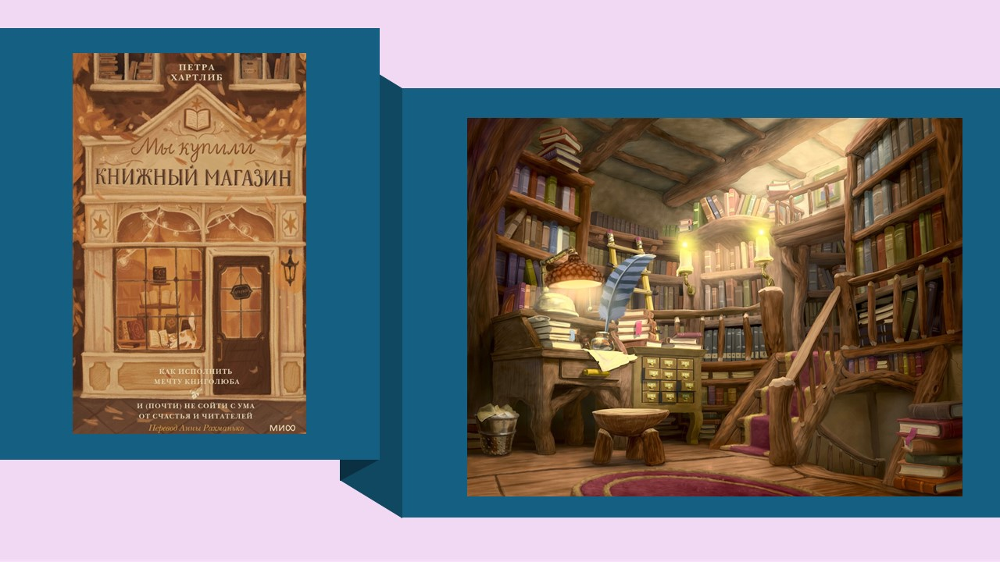 ПЕТРА
ХАРТЛИБ
Мы купили
КНИЖНЫЙ МАГАЗИН
КАК ИСПОЛНИТЬ
МЕЧТУ КНИГОЛЮБА
И (ПОЧТИ) НЕ СОЙТИ С УМА
ОТ СЧАСТЬЯ И ЧИТАТЕЛЕЙ
Перевод Анны Рахманько
МИФ